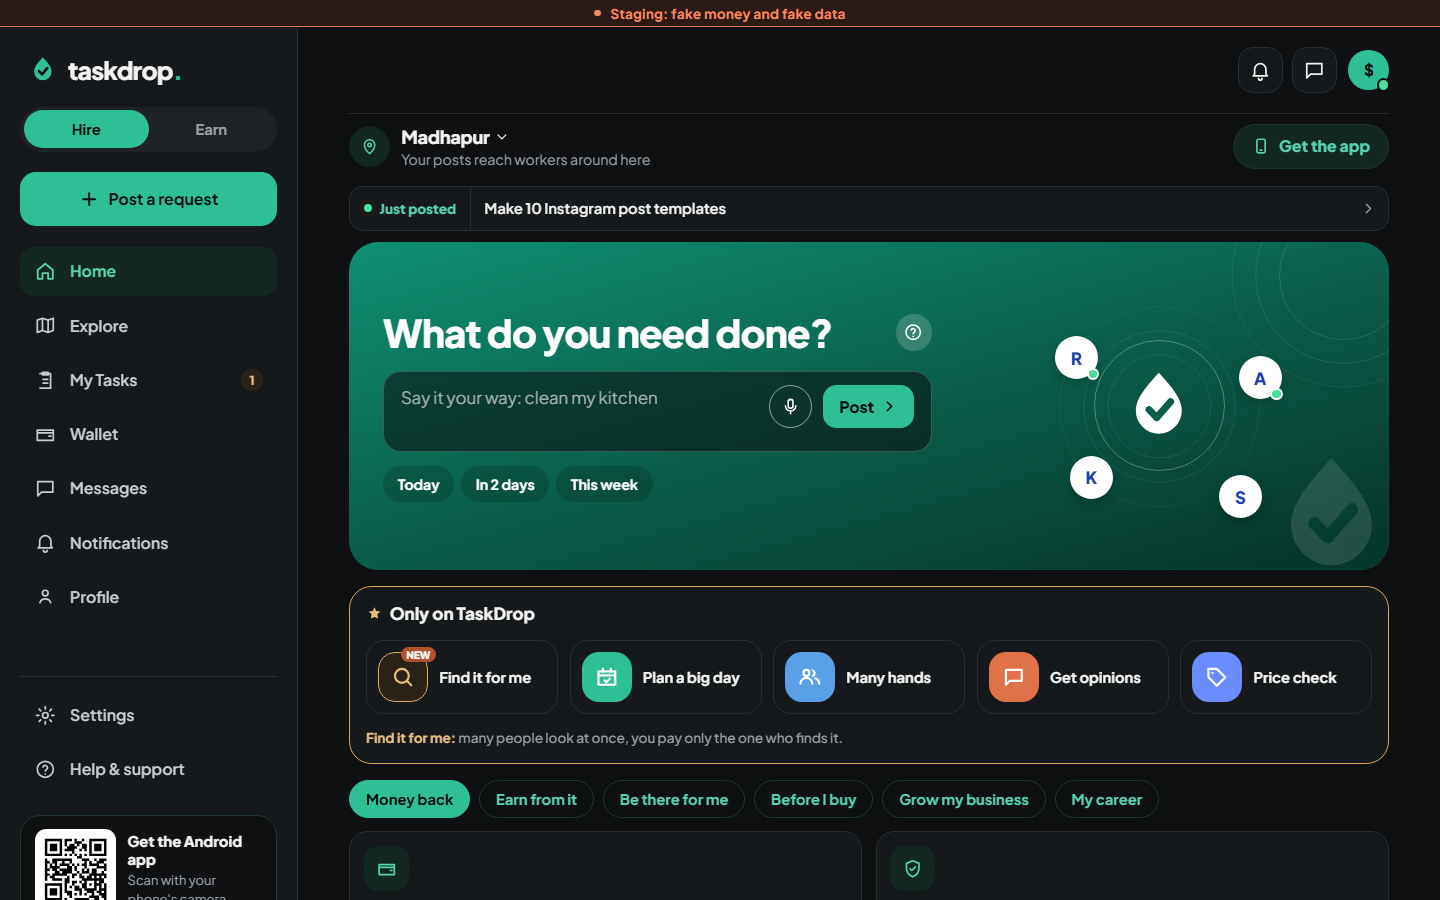 Staging: fake money and fake data
taskdrop.
Hire
Earn
Post a request
Home
Explore
My Tasks
1
Wallet
Messages
Notifications
Profile
Settings
Help & support
Get the Android
app
Scan with your
phone's camera
$
Madhapur
Your posts reach workers around here
Get the app
Just posted
Make 10 Instagram post templates
What do you need done?
Say it your way: clean my kitchen
Post
Today
In 2 days
This week
R
A
K
S
Only on TaskDrop
NEW
Find it for me
Plan a big day
Many hands
Get opinions
Price check
Find it for me: many people look at once, you pay only the one who finds it.
Money back
Earn from it
Be there for me
Before I buy
Grow my business
My career